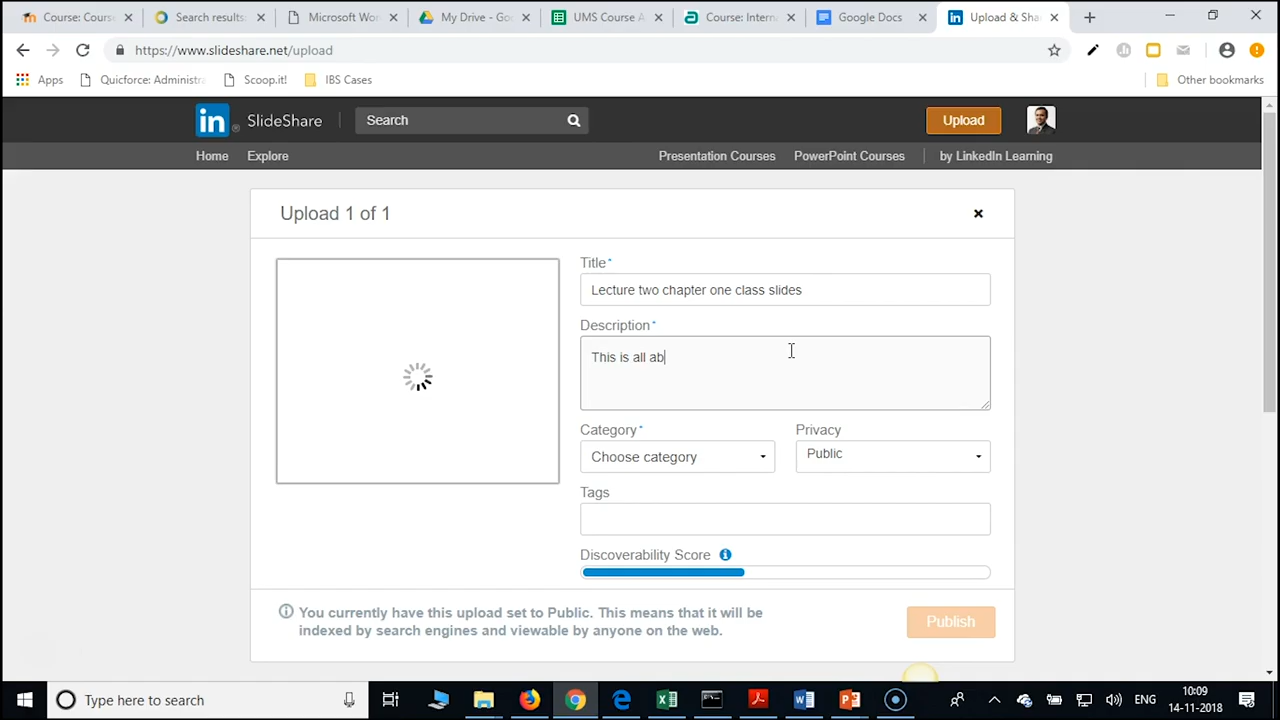 Course: Course
Search results:
Microsoft Wor
My Drive - Go
UMS Course A
Course: Intern
Google Docs
Upload & Sha
https://www.slideshare.net/upload
Apps
Quicforce: Administra
Scoop.it!
IBS Cases
Other bookmarks
in SlideShare
Search
Upload
Home
Explore
Presentation Courses
PowerPoint Courses
by LinkedIn Learning
Upload 1 of 1
Title*
Lecture two chapter one class slides
Description*
This is all ab
Category*
Privacy
Choose category
Public
Tags
Discoverability Score
You currently have this upload set to Public. This means that it will be
indexed by search engines and viewable by anyone on the web.
Publish
Type here to search
ENG
10:09
14-11-2018